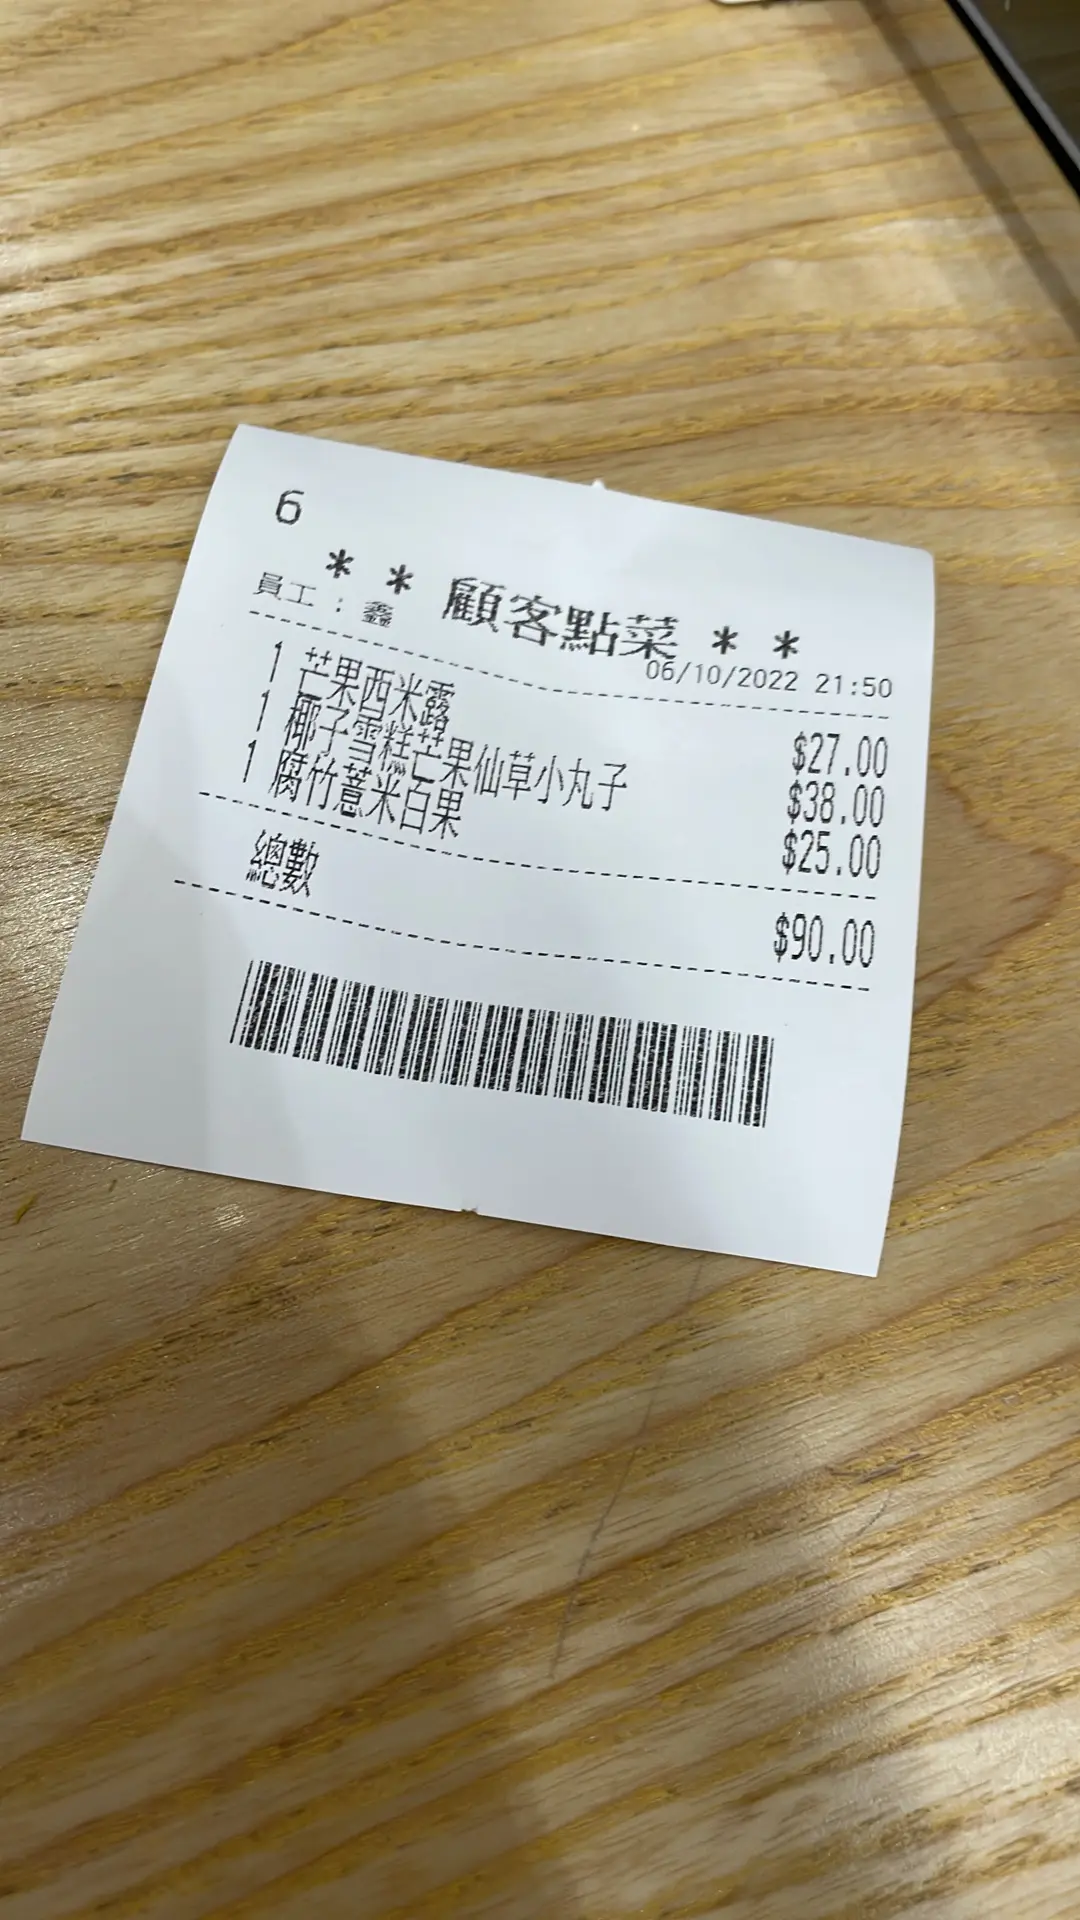 6
* * 顧客點菜 * *
員工：鑫
06/10/2022 21:50
1 芒果西米露 $27.00
1 椰子雪糕芒果仙草小丸子 $38.00
1 腐竹薏米百果 $25.00
總數 $90.00